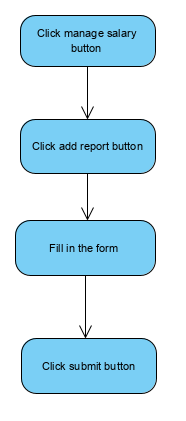 Click manage salary
button
Click add report button
Fill in the form
Click submit button